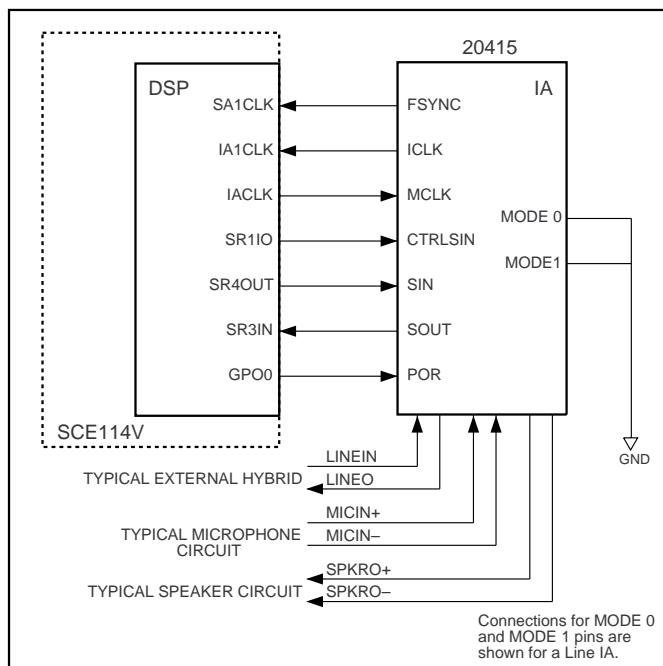 20415
DSP
IA
SA1CLK
FSYNC
IA1CLK
ICLK
IACLK
MCLK
MODE 0
SR1IO
CTRLSIN
MODE1
SR4OUT
SIN
SR3IN
SOUT
GPO0
POR
SCE114V
GND
LINEIN
TYPICAL EXTERNAL HYBRID
LINEO
MICIN+
TYPICAL MICROPHONE
CIRCUIT
MICIN–
SPKRO+
TYPICAL SPEAKER CIRCUIT
SPKRO–
Connections for MODE 0
and MODE 1 pins are
shown for a Line IA.